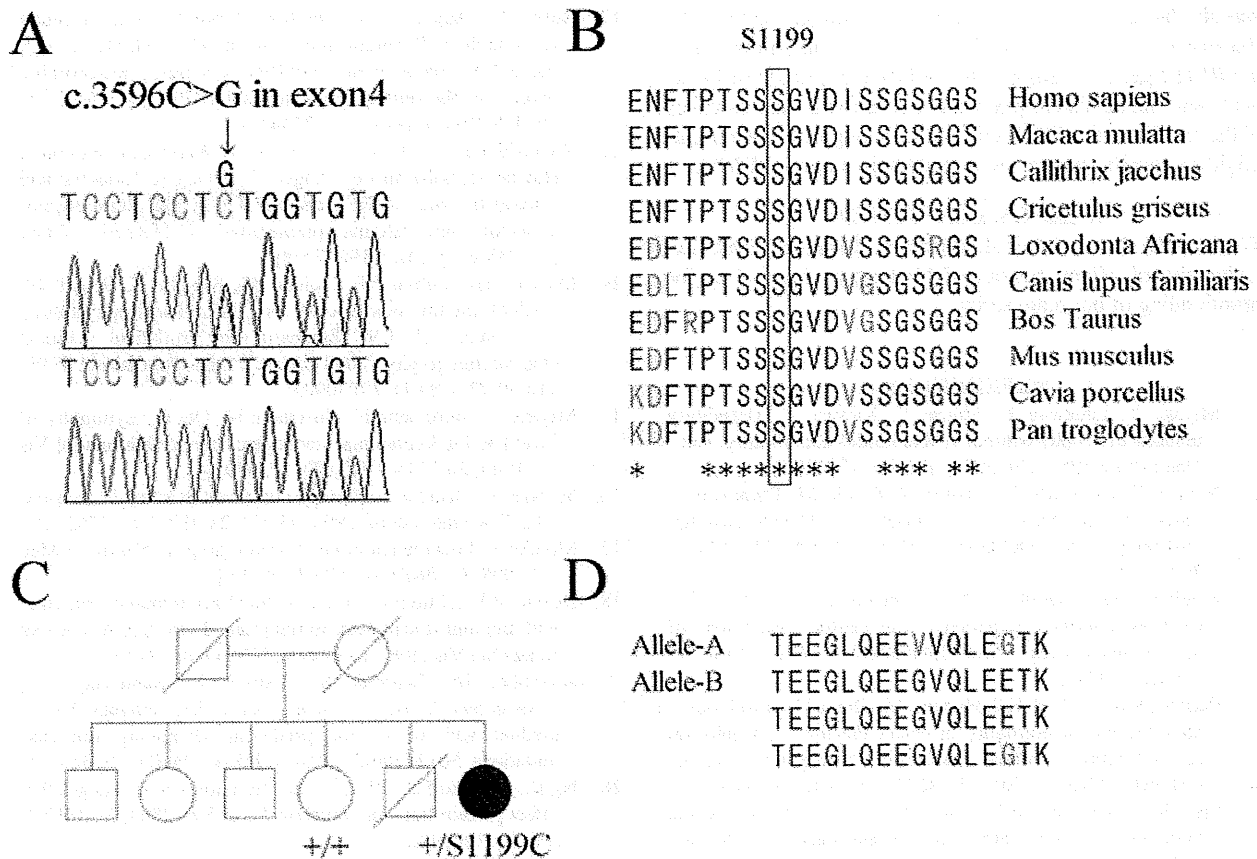 A
c.3596C>G in exon4
G
TCCTCCTCTGGTGTG
TCCTCCTCTGGTGTG
B
S1199
ENFTPTSSSGVDISSGSGGS Homo sapiens
ENFTPTSSSGVDISSGSGGS Macaca mulatta
ENFTPTSSSGVDISSGSGGS Callithrix jacchus
ENFTPTSSSGVDISSGSGGS Cricetulus griseus
EDFTPTSSSGVDVSSGSRGS Loxodonta Africana
EDLTPTSSSGVDVGSGSGGS Canis lupus familiaris
EDFRPTSSSGVDVGSGSGGS Bos Taurus
EDFTPTSSSGVDVSSGSGGS Mus musculus
KDFTPTSSSGVDVSSGSGGS Cavia porcellus
KDFTPTSSSGVDVSSGSGGS Pan troglodytes
* ********* *** **
C
+/+ +/S1199C
D
Allele-A TEEGLQEEVVQLEGTK
Allele-B TEEGLQEEGVQLEETK
TEEGLQEEGVQLEETK
TEEGLQEEGVQLEGTK